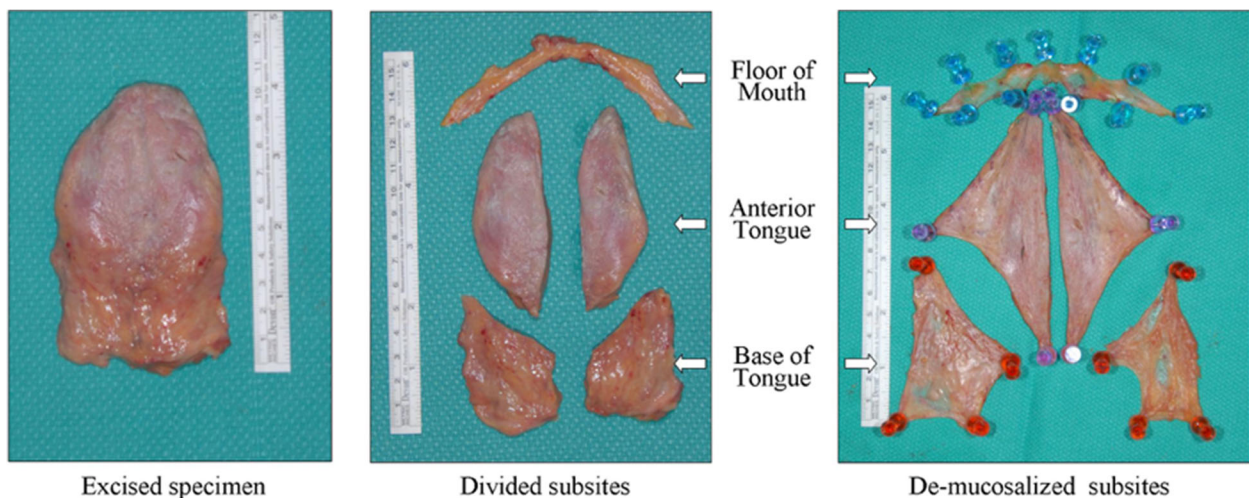 Floor of
Mouth
Anterior
Tongue
Base of
Tongue
Excised specimen
Divided subsites
De-mucosalized subsites